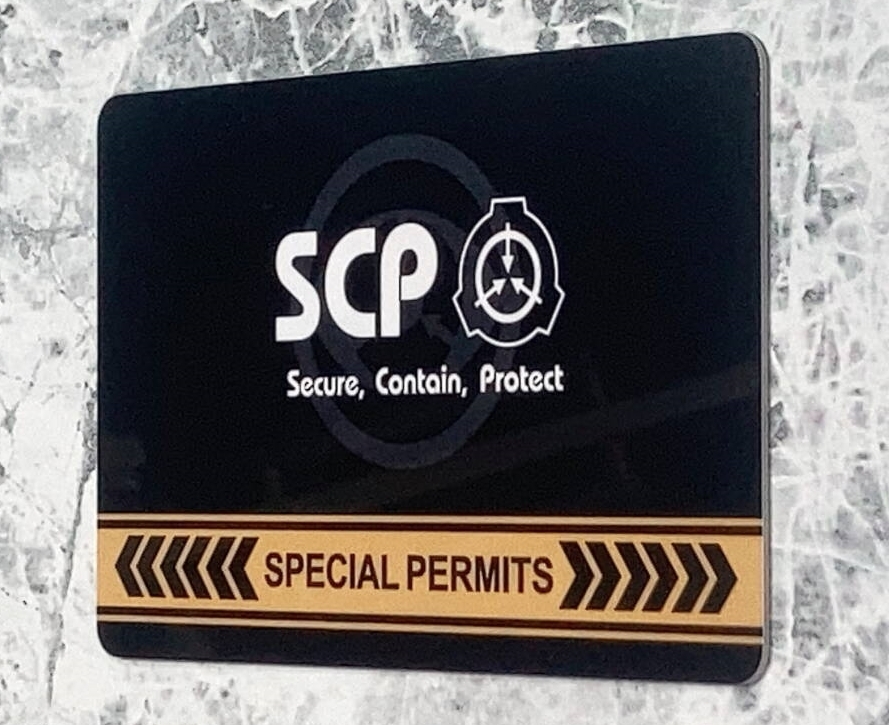 SCP
Secure, Contain, Protect
SPECIAL PERMITS